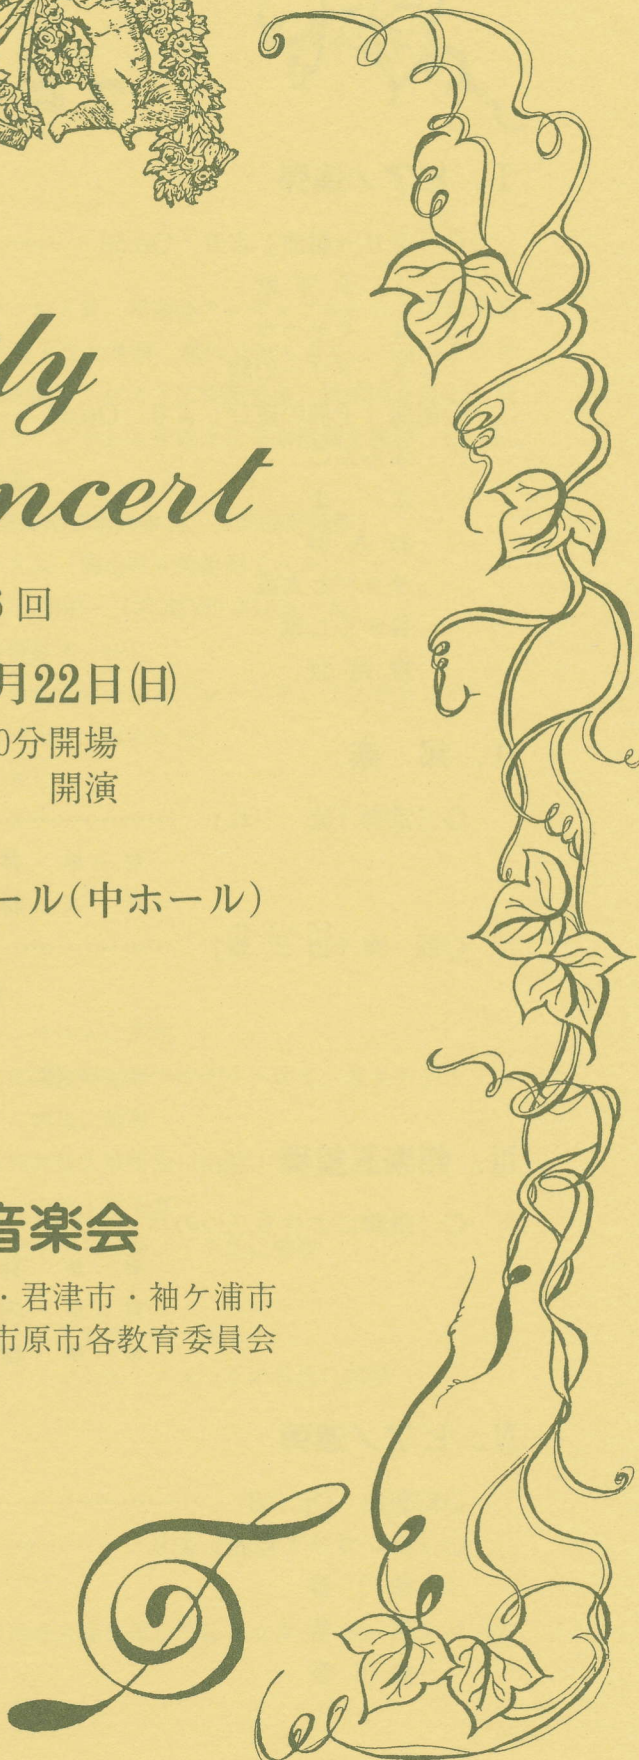 ly
ncert
回
月22日(日)
0分開場
開演
ール(中ホール)
音楽会
・君津市・袖ケ浦市
市原市各教育委員会